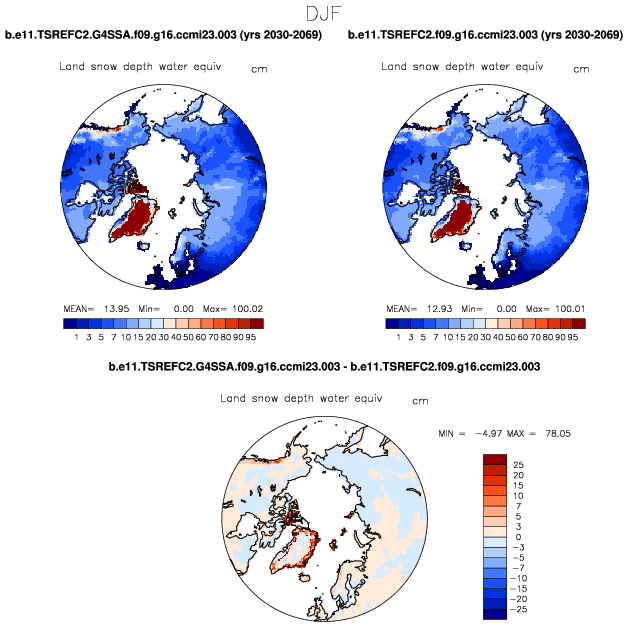 DJF
b.e11.TSREFC2.G4SSA.f09.g16.ccmi23.003 (yrs 2030-2069)
b.e11.TSREFC2.f09.g16.ccmi23.003 (yrs 2030-2069)
Land snow depth water equiv cm
Land snow depth water equiv cm
MEAN= 13.95 Min= 0.00 Max= 100.02
MEAN= 12.93 Min= 0.00 Max= 100.01
1 3 5 7 10 15 20 30 40 50 60 70 80 90 95
1 3 5 7 10 15 20 30 40 50 60 70 80 90 95
b.e11.TSREFC2.G4SSA.f09.g16.ccmi23.003 - b.e11.TSREFC2.f09.g16.ccmi23.003
Land snow depth water equiv cm
MIN = -4.97 MAX = 78.05
25
20
15
10
7
5
3
0
-3
-5
-7
-10
-15
-20
-25